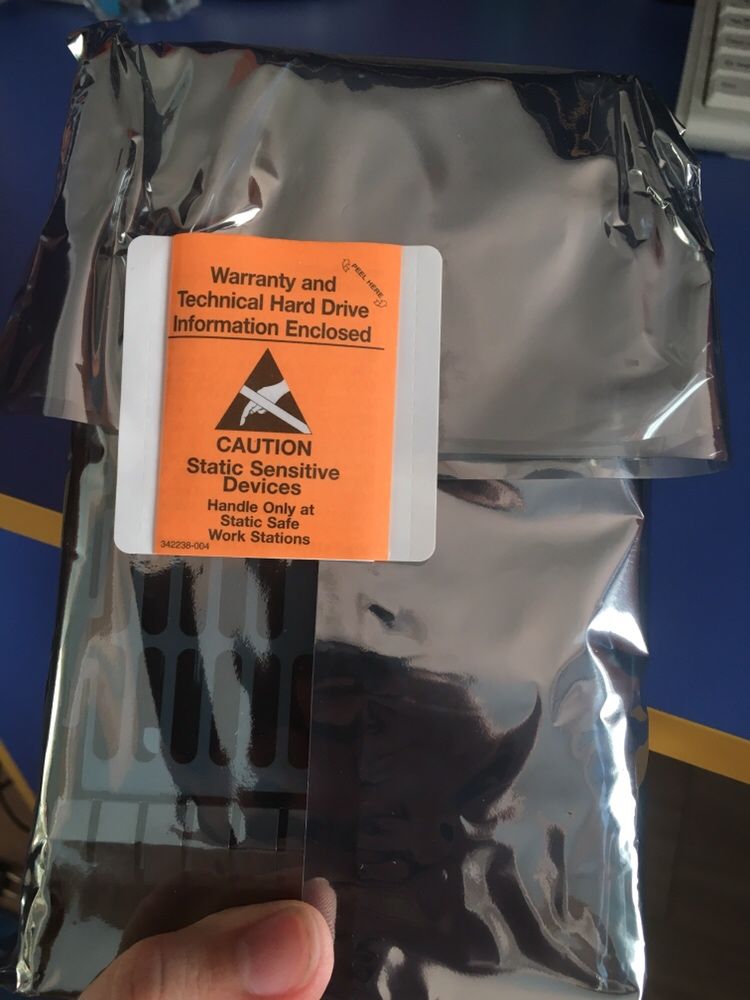 PEEL HERE
Warranty and
Technical Hard Drive
Information Enclosed
CAUTION
Static Sensitive
Devices
Handle Only at
Static Safe
Work Stations
342238-004